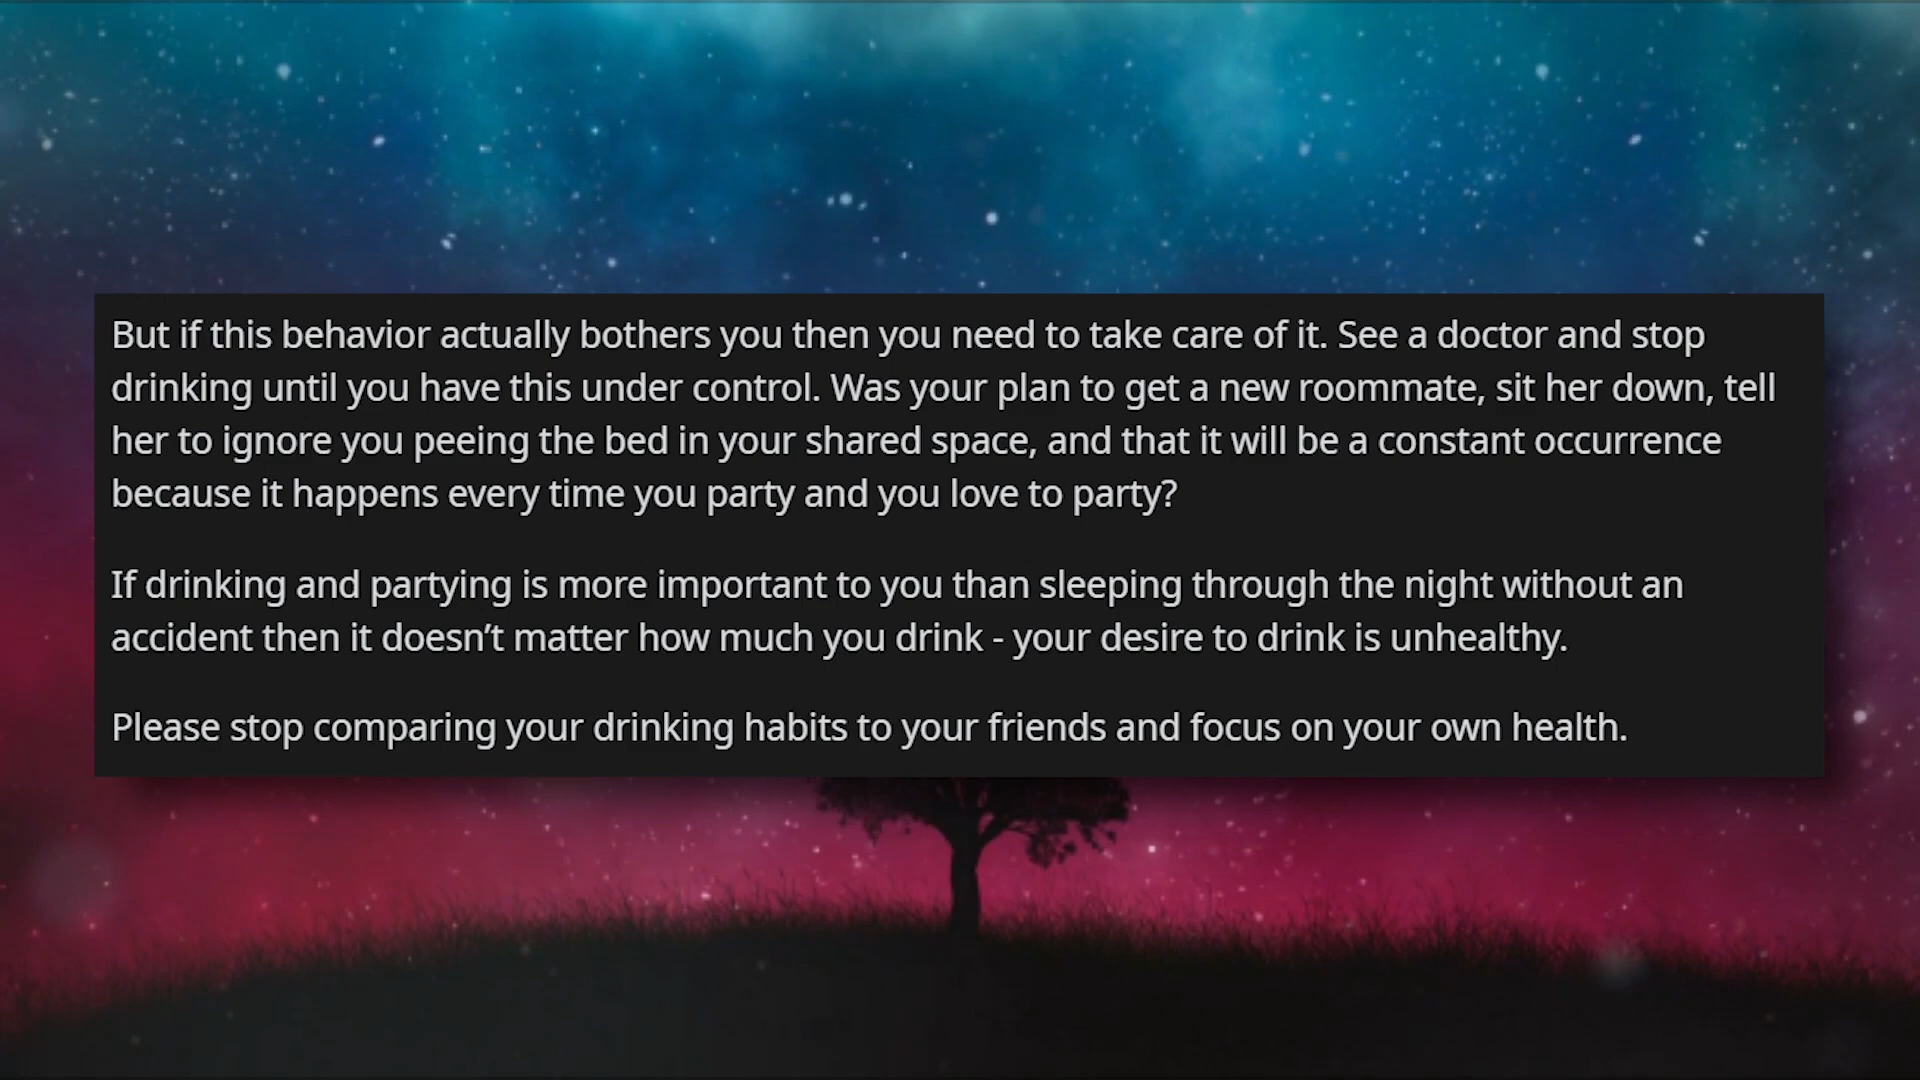 But if this behavior actually bothers you then you need to take care of it. See a doctor and stop
drinking until you have this under control. Was your plan to get a new roommate, sit her down, tell
her to ignore you peeing the bed in your shared space, and that it will be a constant occurrence
because it happens every time you party and you love to party?
If drinking and partying is more important to you than sleeping through the night without an
accident then it doesn’t matter how much you drink - your desire to drink is unhealthy.
Please stop comparing your drinking habits to your friends and focus on your own health.